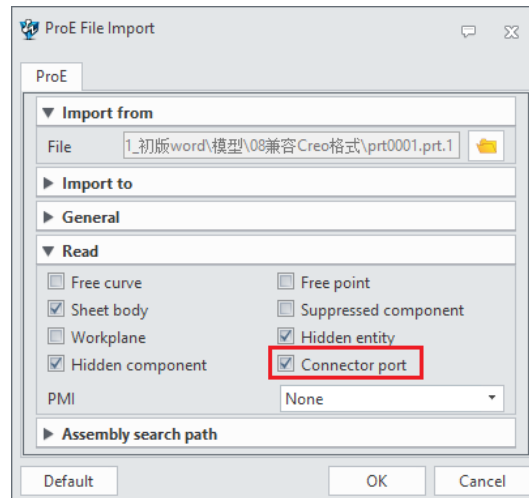 ProE File Import
ProE
Import from
File 1_初版word\模型\08兼容Creo格式\prt0001.prt.1
Import to
General
Read
Free curve Free point
Sheet body Suppressed component
Workplane Hidden entity
Hidden component Connector port
PMI None
Assembly search path
Default OK Cancel